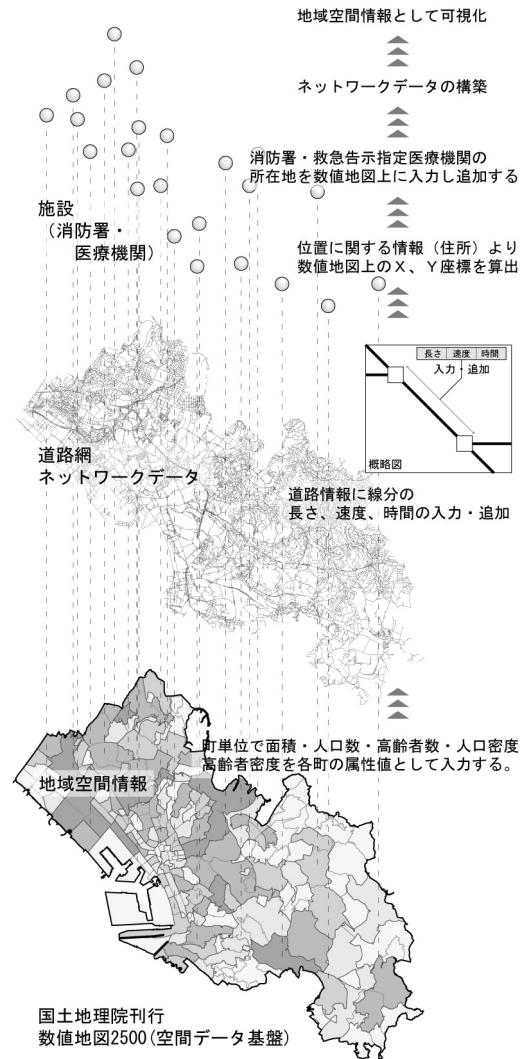 地域空間情報として可視化
ネットワークデータの構築
消防署・救急告示指定医療機関の
所在地を数値地図上に入力し追加する
施設
（消防署・
医療機関）
位置に関する情報（住所）より
数値地図上のX、Y座標を算出
長さ 速度 時間
入力・追加
概略図
道路網
ネットワークデータ
道路情報に線分の
長さ、速度、時間の入力・追加
町単位で面積・人口数・高齢者数・人口密度
高齢者密度を各町の属性値として入力する。
地域空間情報
国土地理院刊行
数値地図2500(空間データ基盤)